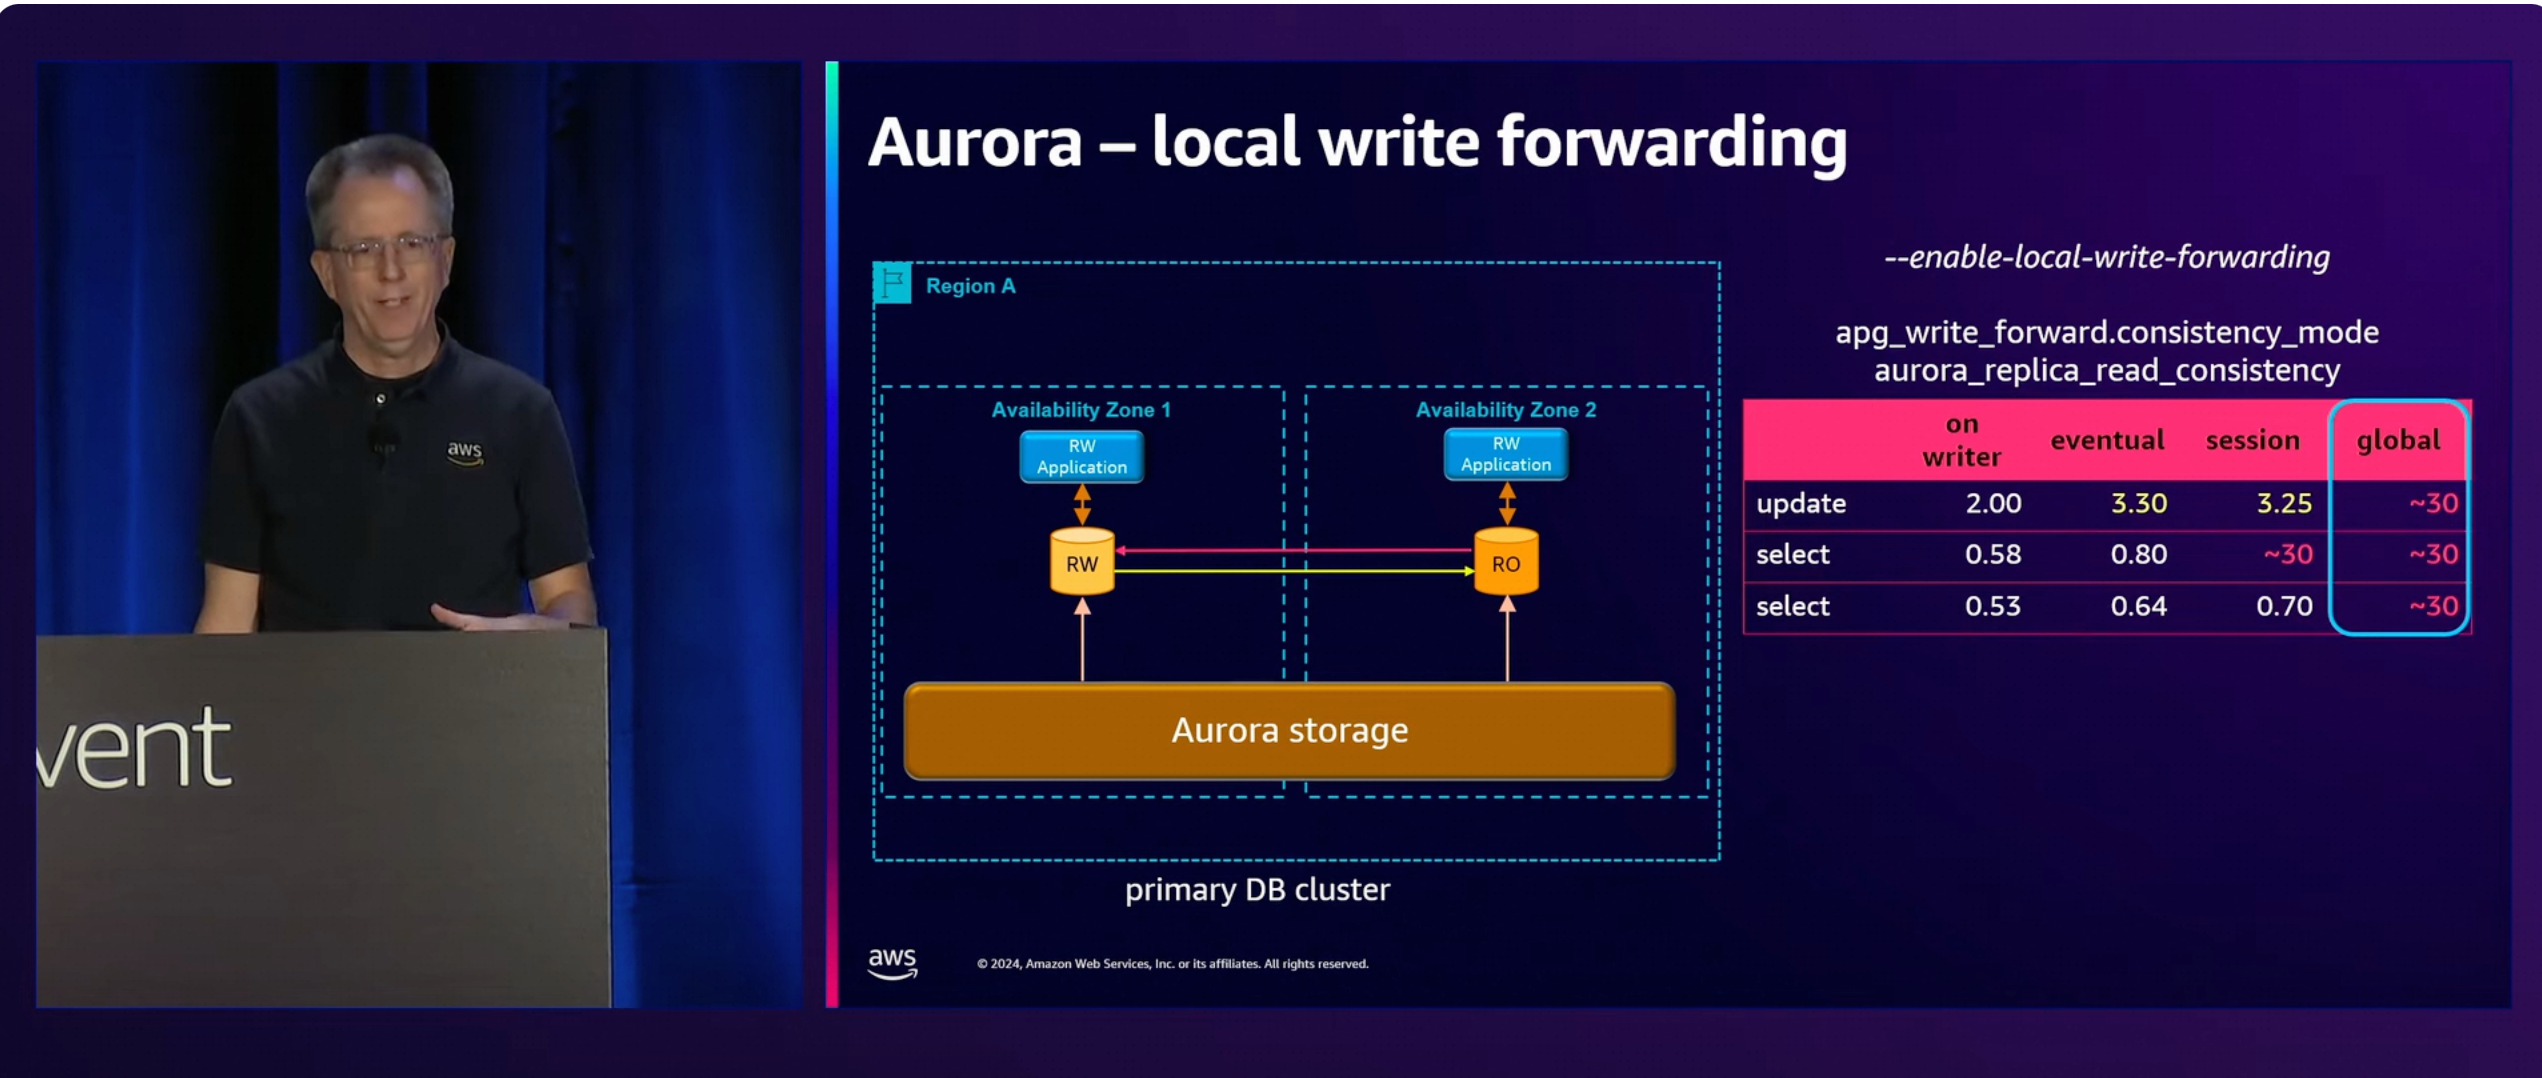 aws
vent
Aurora – local write forwarding
Region A
Availability Zone 1
RW
Application
RW
Availability Zone 2
RW
Application
RO
Aurora storage
primary DB cluster
--enable-local-write-forwarding
apg_write_forward.consistency_mode
aurora_replica_read_consistency
on writer eventual session global
update 2.00 3.30 3.25 ~30
select 0.58 0.80 ~30 ~30
select 0.53 0.64 0.70 ~30
aws
© 2024, Amazon Web Services, Inc. or its affiliates. All rights reserved.